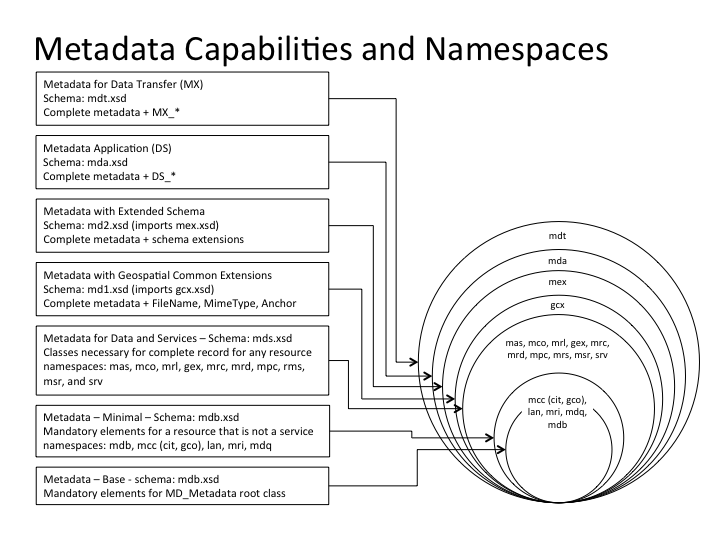 Metadata Capabilities and Namespaces
Metadata for Data Transfer (MX)
Schema: mdt.xsd
Complete metadata + MX_*
Metadata Application (DS)
Schema: mda.xsd
Complete metadata + DS_*
Metadata with Extended Schema
Schema: md2.xsd (imports mex.xsd)
Complete metadata + schema extensions
Metadata with Geospatial Common Extensions
Schema: md1.xsd (imports gcx.xsd)
Complete metadata + FileName, MimeType, Anchor
Metadata for Data and Services – Schema: mds.xsd
Classes necessary for complete record for any resource
namespaces: mas, mco, mrl, gex, mrc, mrd, mpc, rms,
msr, and srv
Metadata – Minimal – Schema: mdb.xsd
Mandatory elements for a resource that is not a service
namespaces: mdb, mcc (cit, gco), lan, mri, mdq
Metadata – Base - schema: mdb.xsd
Mandatory elements for MD_Metadata root class
mdt
mda
mex
gcx
mas, mco, mrl, gex, mrc,
mrd, mpc, mrs, msr, srv
mcc (cit, gco),
lan, mri, mdq,
mdb